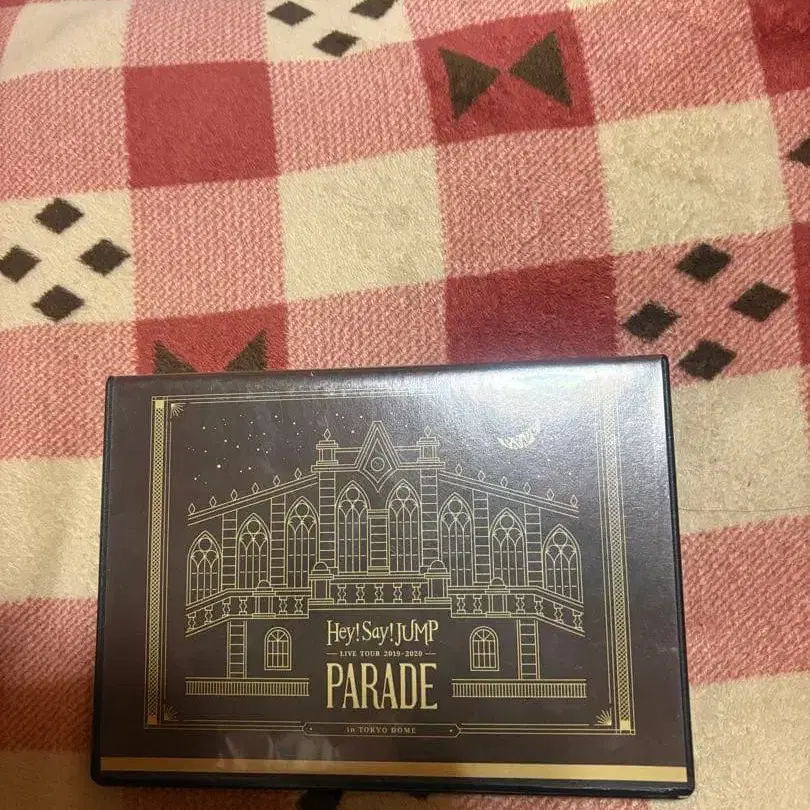 Hey! Say! JUMP
LIVE TOUR 2019-2020
PARADE
in TOKYO DOME